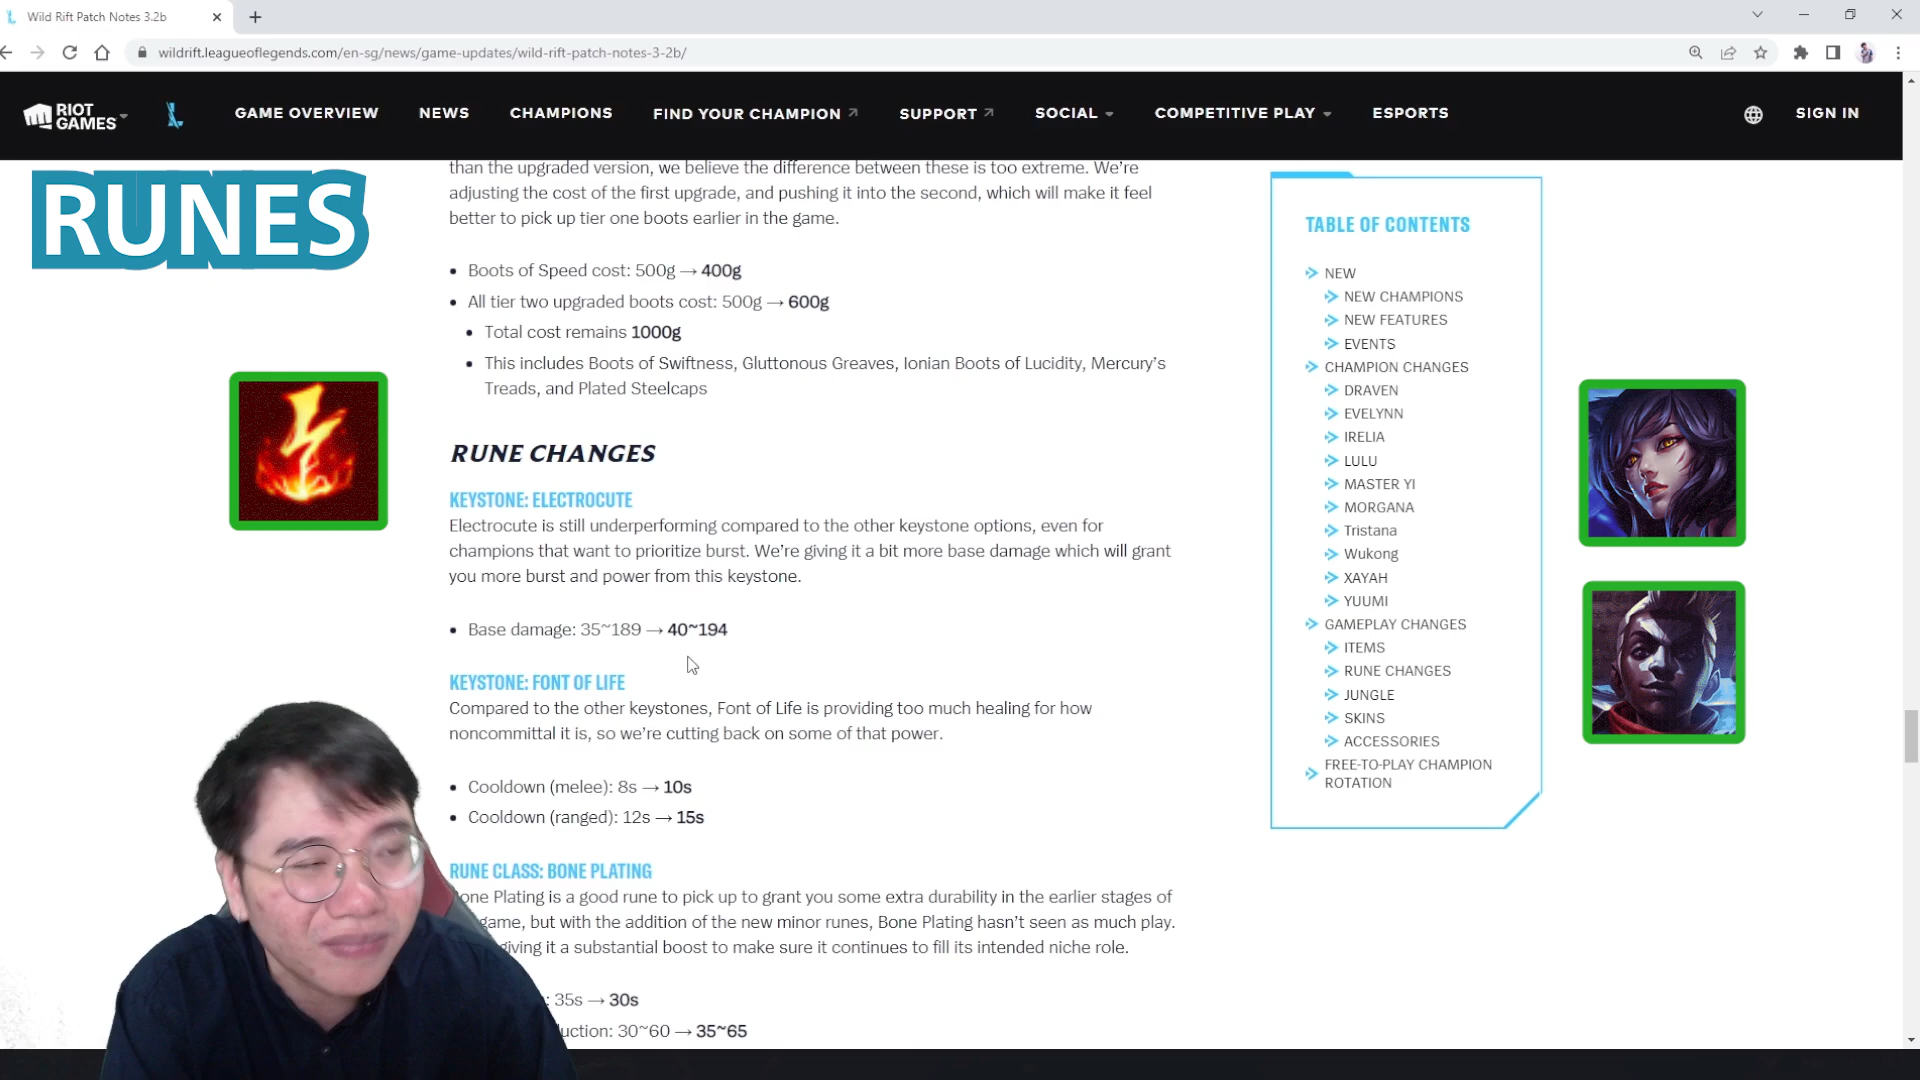 Wild Rift Patch Notes 3.2b
wildrift.leagueoflegends.com/en-sg/news/game-updates/wild-rift-patch-notes-3-2b/
RIOT GAMES
GAME OVERVIEW
NEWS
CHAMPIONS
FIND YOUR CHAMPION
SUPPORT
SOCIAL
COMPETITIVE PLAY
ESPORTS
SIGN IN
RUNES
than the upgraded version, we believe the difference between these is too extreme. We’re
adjusting the cost of the first upgrade, and pushing it into the second, which will make it feel
better to pick up tier one boots earlier in the game.
• Boots of Speed cost: 500g → 400g
• All tier two upgraded boots cost: 500g → 600g
• Total cost remains 1000g
• This includes Boots of Swiftness, Gluttonous Greaves, Ionian Boots of Lucidity, Mercury’s
Treads, and Plated Steelcaps
RUNE CHANGES
KEYSTONE: ELECTROCUTE
Electrocute is still underperforming compared to the other keystone options, even for
champions that want to prioritize burst. We’re giving it a bit more base damage which will grant
you more burst and power from this keystone.
• Base damage: 35~189 → 40~194
KEYSTONE: FONT OF LIFE
Compared to the other keystones, Font of Life is providing too much healing for how
noncommittal it is, so we’re cutting back on some of that power.
• Cooldown (melee): 8s → 10s
• Cooldown (ranged): 12s → 15s
RUNE CLASS: BONE PLATING
Bone Plating is a good rune to pick up to grant you some extra durability in the earlier stages of
game, but with the addition of the new minor runes, Bone Plating hasn’t seen as much play.
giving it a substantial boost to make sure it continues to fill its intended niche role.
: 35s → 30s
uction: 30~60 → 35~65
TABLE OF CONTENTS
NEW
NEW CHAMPIONS
NEW FEATURES
EVENTS
CHAMPION CHANGES
DRAVEN
EVELYNN
IRELIA
LULU
MASTER YI
MORGANA
Tristana
Wukong
XAYAH
YUUMI
GAMEPLAY CHANGES
ITEMS
RUNE CHANGES
JUNGLE
SKINS
ACCESSORIES
FREE-TO-PLAY CHAMPION
ROTATION